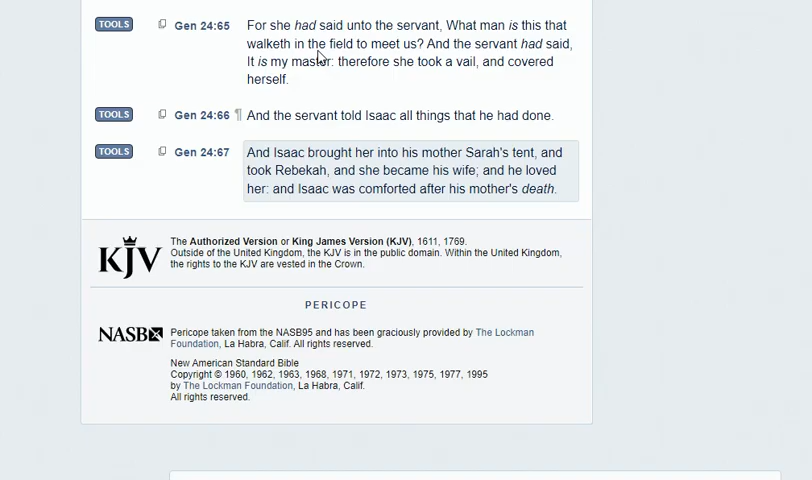 TOOLS Gen 24:65 For she had said unto the servant, What man is this that
walketh in the field to meet us? And the servant had said,
It is my master: therefore she took a vail, and covered
herself.
TOOLS Gen 24:66 ¶ And the servant told Isaac all things that he had done.
TOOLS Gen 24:67 And Isaac brought her into his mother Sarah's tent, and
took Rebekah, and she became his wife; and he loved
her: and Isaac was comforted after his mother's death.
KJV
The Authorized Version or King James Version (KJV), 1611, 1769.
Outside of the United Kingdom, the KJV is in the public domain. Within the United Kingdom,
the rights to the KJV are vested in the Crown.
PERICOPE
NASB
Pericope taken from the NASB95 and has been graciously provided by The Lockman
Foundation, La Habra, Calif. All rights reserved.
New American Standard Bible
Copyright © 1960, 1962, 1963, 1968, 1971, 1972, 1973, 1975, 1977, 1995
by The Lockman Foundation, La Habra, Calif.
All rights reserved.